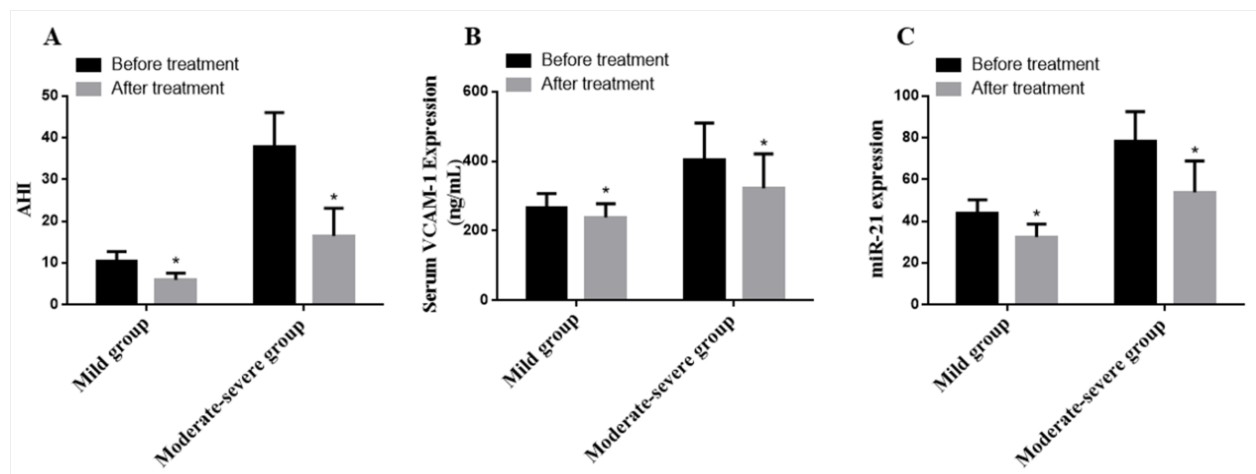 A
Before treatment
After treatment
50
40
30
20
10
0
AHI
*
*
Mild group
Moderate-severe group
B
Before treatment
After treatment
600
400
200
0
Serum VCAM-1 Expression
(ng/mL)
*
*
Mild group
Moderate-severe group
C
Before treatment
After treatment
100
80
60
40
20
0
miR-21 expression
*
*
Mild group
Moderate-severe group